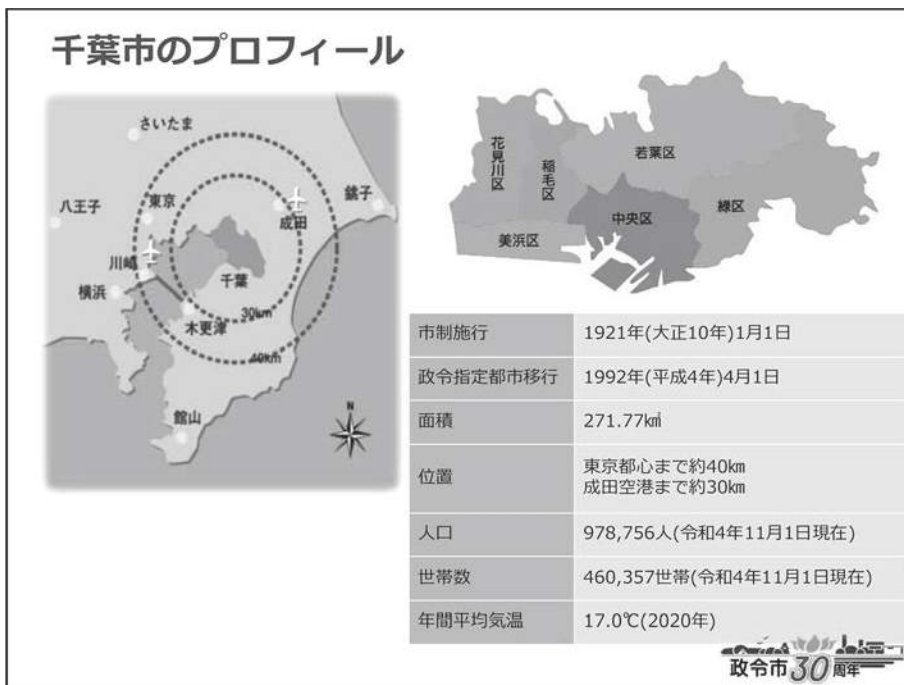 千葉市のプロフィール
さいたま
八王子
東京
成田
銚子
川崎
千葉
横浜
30km
木更津
40km
館山
N
花見川区
稲毛区
若葉区
中央区
緑区
美浜区
市制施行 1921年(大正10年)1月1日
政令指定都市移行 1992年(平成4年)4月1日
面積 271.77㎢
位置 東京都心まで約40km
成田空港まで約30km
人口 978,756人(令和4年11月1日現在)
世帯数 460,357世帯(令和4年11月1日現在)
年間平均気温 17.0℃(2020年)
政令市30周年